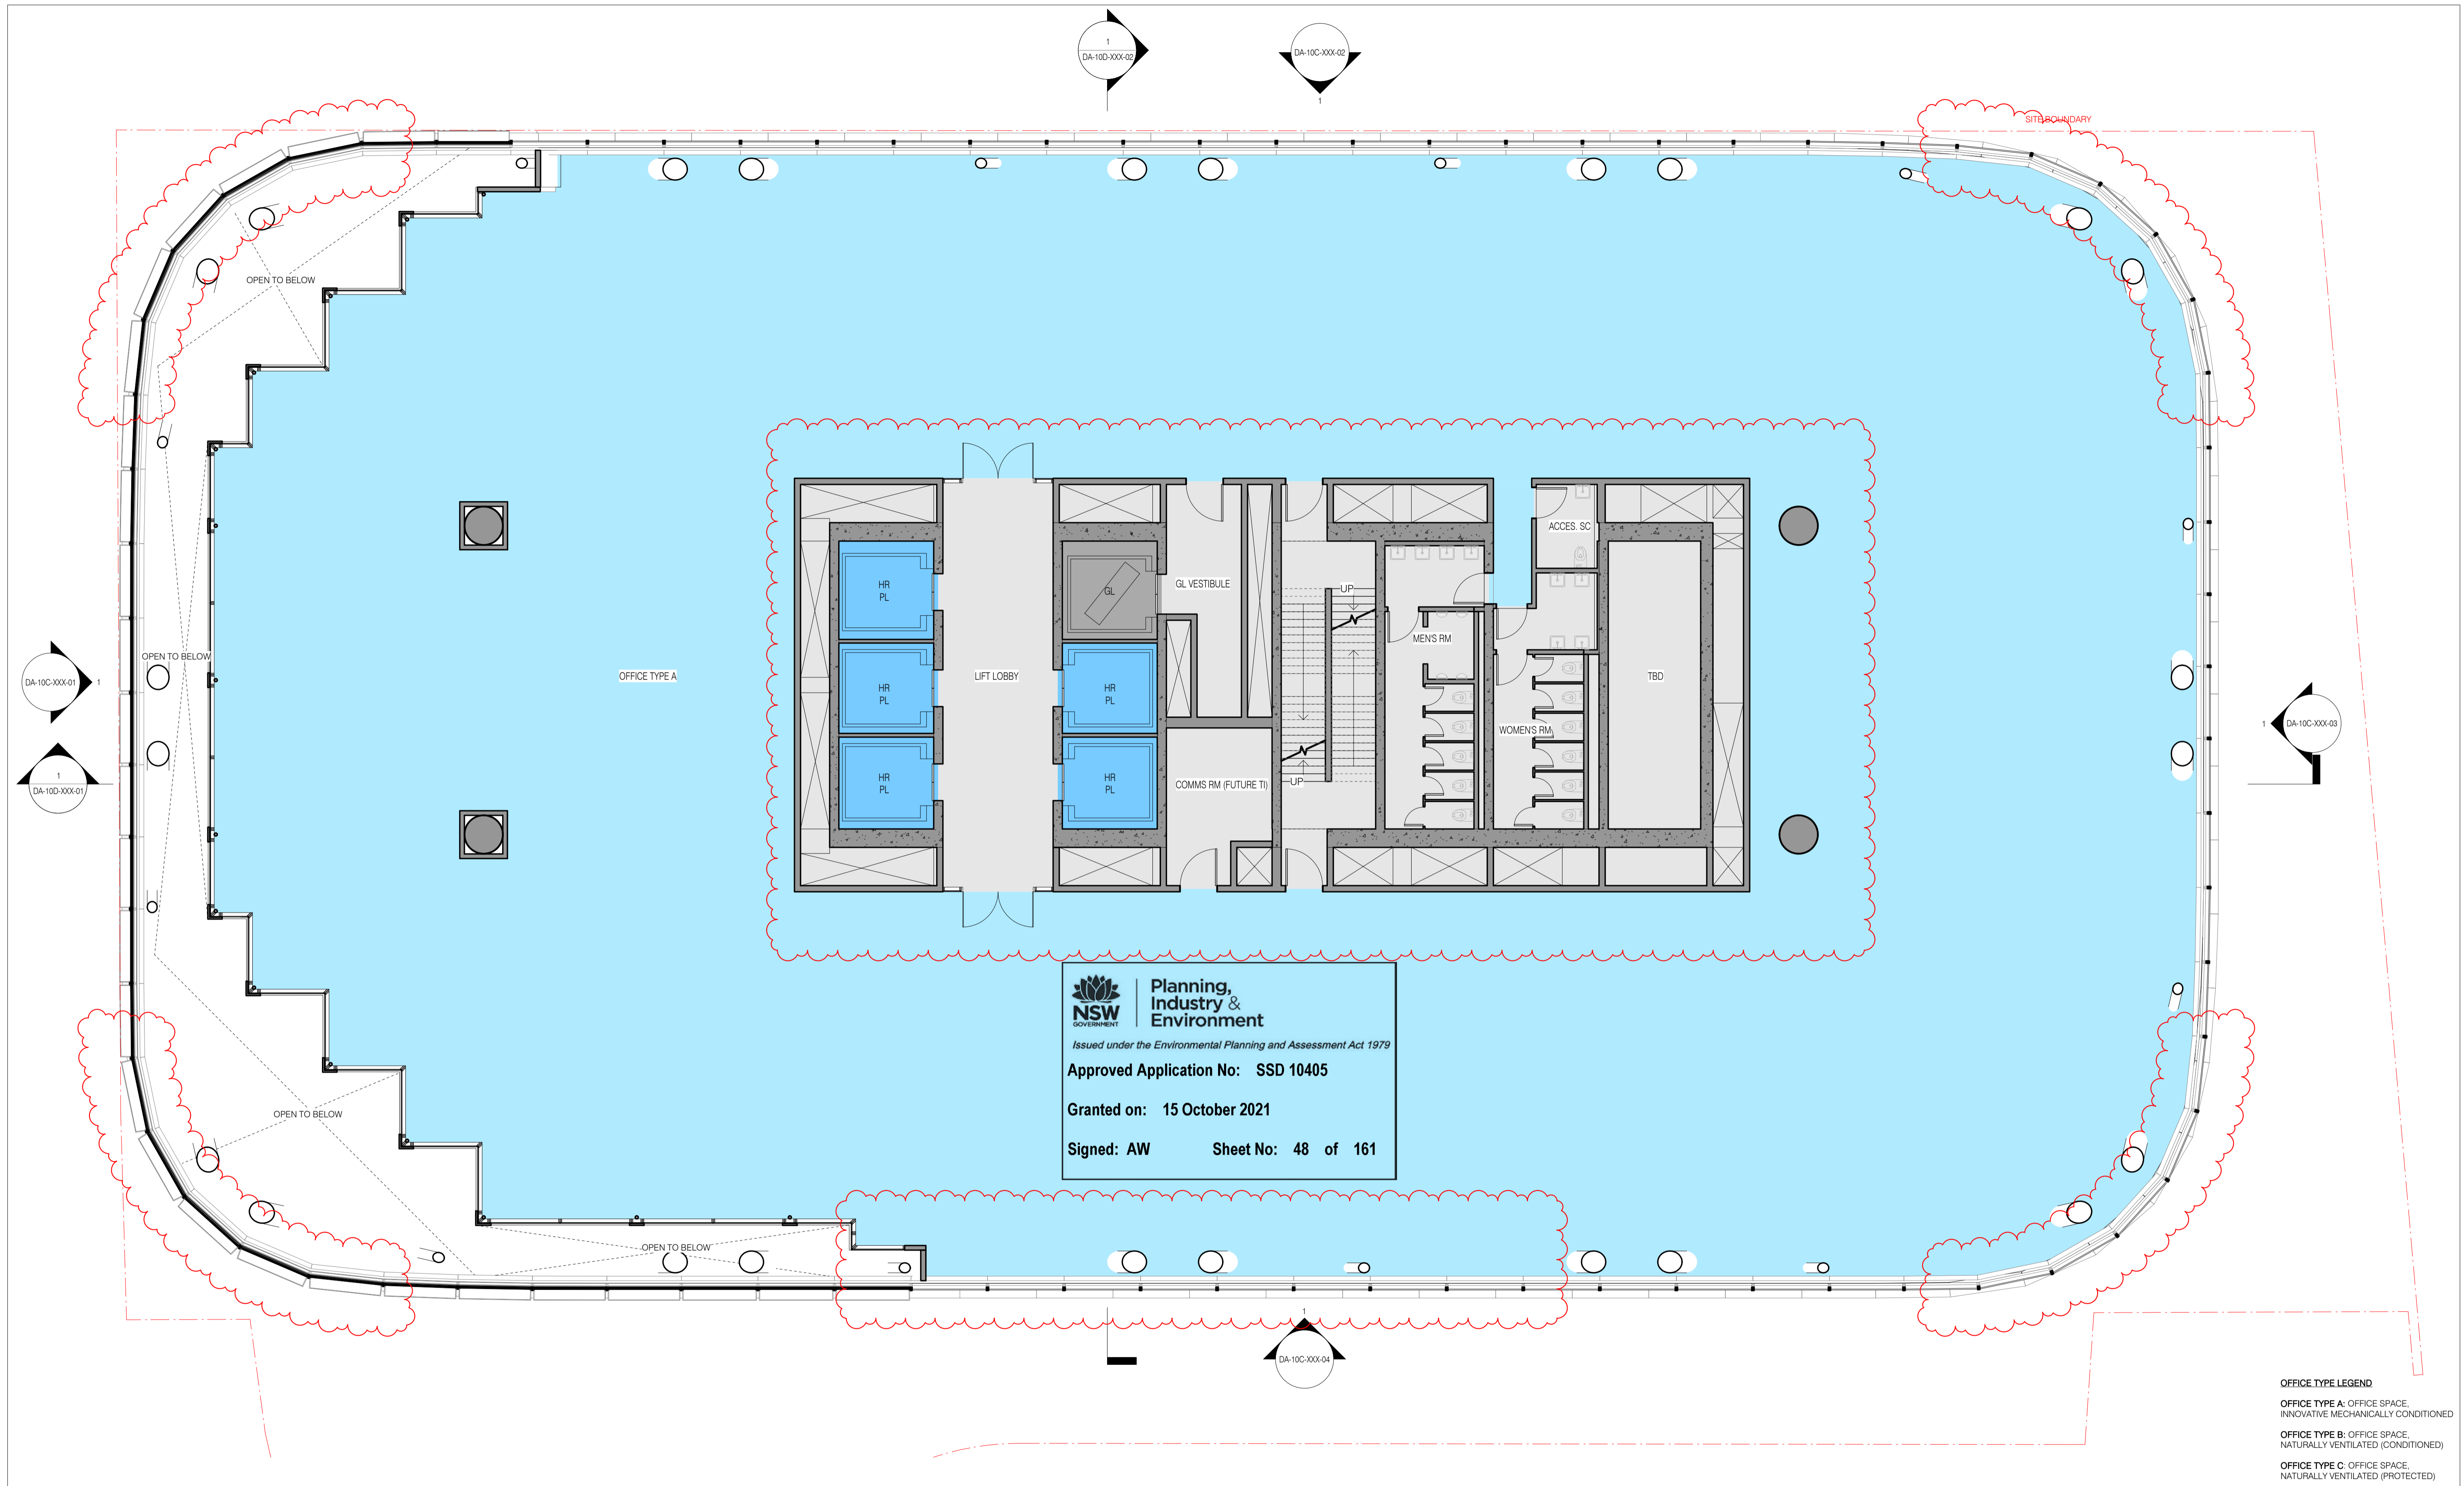 1
DA-10D-XXX-02
DA-10C-XXX-02
1
SITE BOUNDARY
OPEN TO BELOW
ACCES. SC
HR
PL
GL
GL VESTIBULE
UP
MEN'S RM
OPEN TO BELOW
OFFICE TYPE A
LIFT LOBBY
HR
PL
HR
PL
TBD
DA-10C-XXX-01
1
1
DA-10C-XXX-03
WOMEN'S RM
1
DA-10D-XXX-01
HR
PL
HR
PL
COMMS RM (FUTURE TI)
UP
NSW
GOVERNMENT
Planning,
Industry &
Environment
Issued under the Environmental Planning and Assessment Act 1979
Approved Application No: SSD 10405
Granted on: 15 October 2021
Signed: AW Sheet No: 48 of 161
OPEN TO BELOW
OPEN TO BELOW
1
DA-10C-XXX-04
OFFICE TYPE LEGEND
OFFICE TYPE A: OFFICE SPACE,
INNOVATIVE MECHANICALLY CONDITIONED
OFFICE TYPE B: OFFICE SPACE,
NATURALLY VENTILATED (CONDITIONED)
OFFICE TYPE C: OFFICE SPACE,
NATURALLY VENTILATED (PROTECTED)